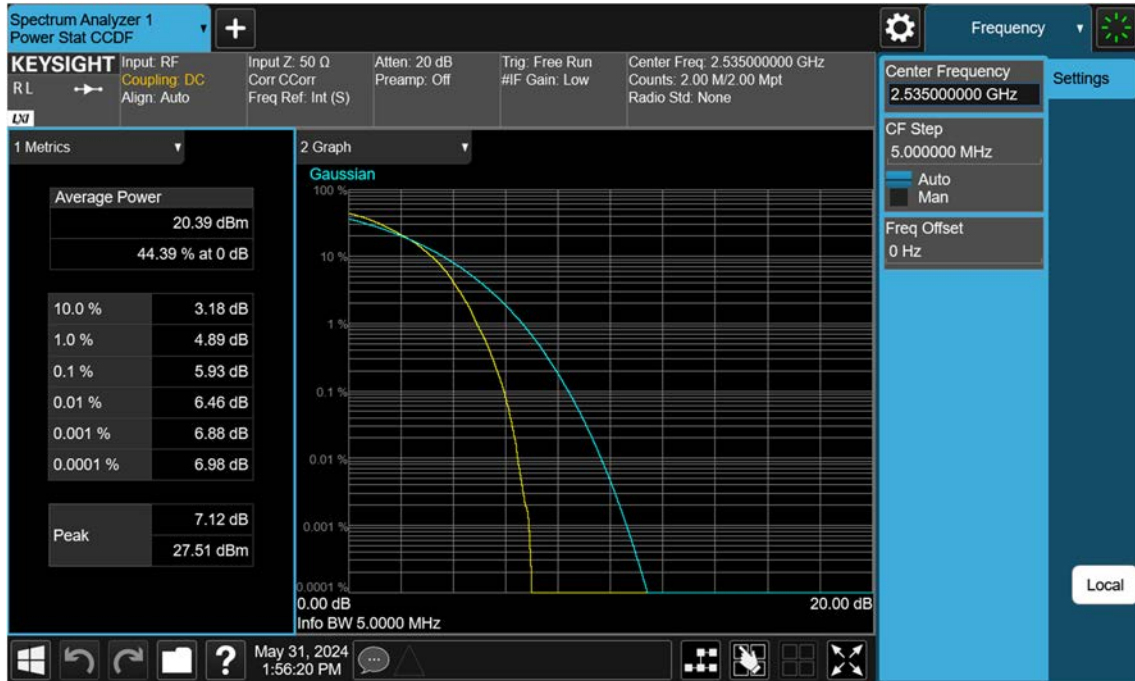 Spectrum Analyzer 1
Power Stat CCDF
Frequency
KEYSIGHT
R L
LXI
Input: RF
Coupling: DC
Align: Auto
Input Z: 50 Ω
Corr CCorr
Freq Ref: Int (S)
Atten: 20 dB
Preamp: Off
Trig: Free Run
#IF Gain: Low
Center Freq: 2.535000000 GHz
Counts: 2.00 M/2.00 Mpt
Radio Std: None
Center Frequency
2.535000000 GHz
Settings
CF Step
5.000000 MHz
Auto
Man
Freq Offset
0 Hz
1 Metrics
Average Power
20.39 dBm
44.39 % at 0 dB
10.0 % 3.18 dB
1.0 % 4.89 dB
0.1 % 5.93 dB
0.01 % 6.46 dB
0.001 % 6.88 dB
0.0001 % 6.98 dB
Peak
7.12 dB
27.51 dBm
2 Graph
Gaussian
100 %
10 %
1 %
0.1 %
0.01 %
0.001 %
0.0001 %
0.00 dB 20.00 dB
Info BW 5.0000 MHz
Local
?
May 31, 2024
1:56:20 PM